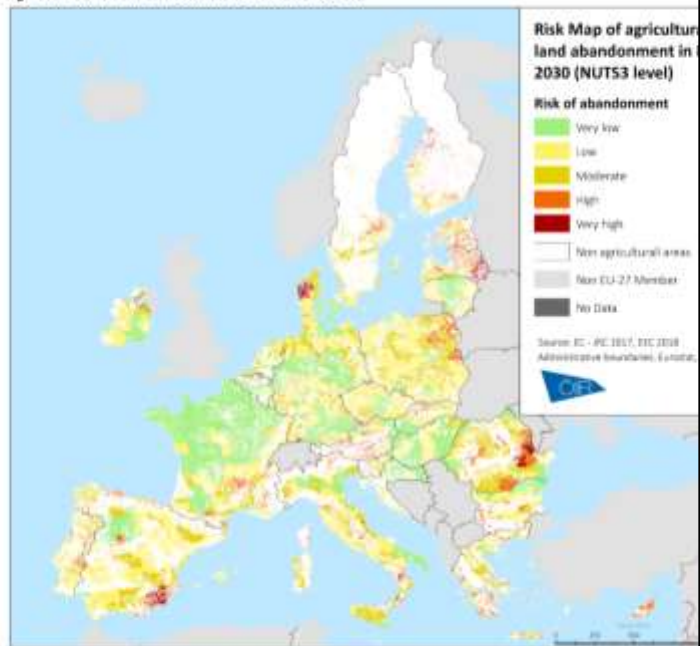 Risk Map of agricultura
land abandonment in
2030 (NUTS3 level)
Risk of abandonment
Very low
Low
Moderate
High
Very high
Non agricultural areas
Non EU-27 Member
No Data
Source: EC - JRC 2017, EEC 2018
Administrative boundaries: Eurostat,